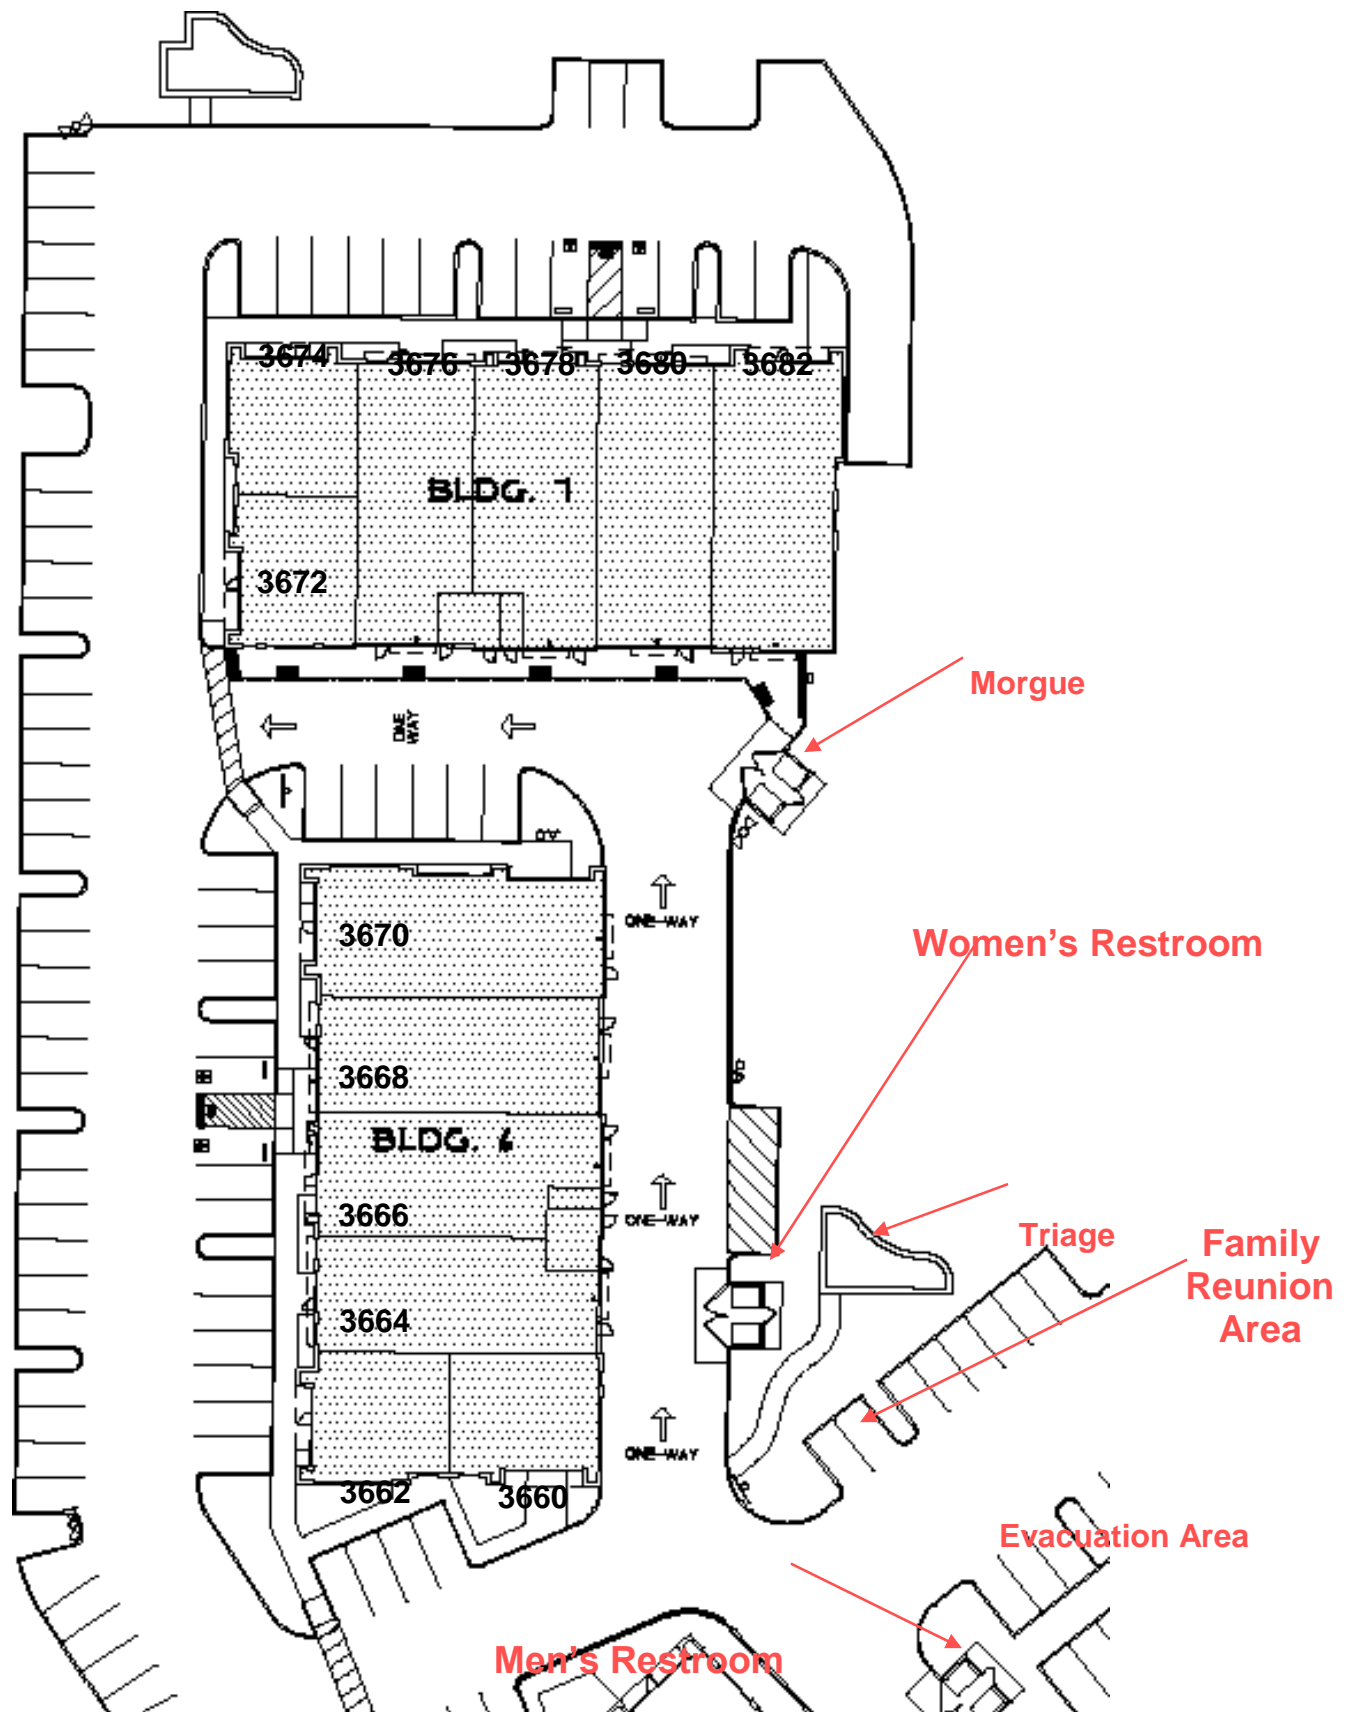 3674
3676
3678
3680
3682
BLDG. 7
3672
Morgue
ONE
WAY
3670
ONE WAY
Women's Restroom
3668
BLDG. 6
3666
ONE WAY
Triage
Family
Reunion
Area
3664
ONE WAY
3662
3660
Evacuation Area
Men's Restroom